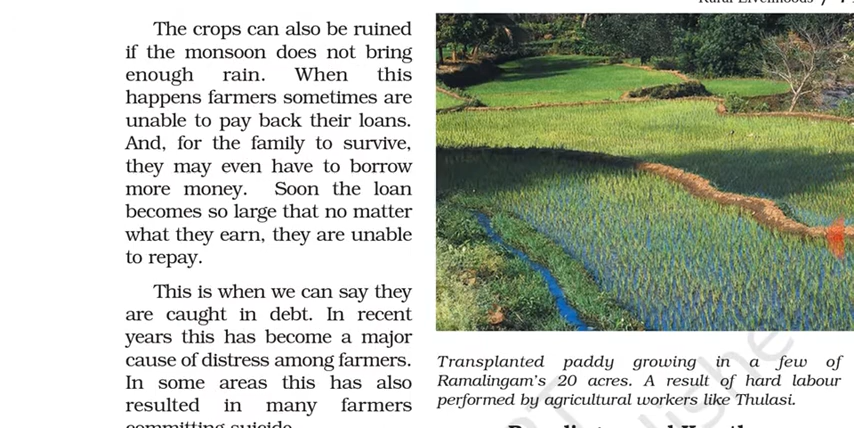 The crops can also be ruined
if the monsoon does not bring
enough rain. When this
happens farmers sometimes are
unable to pay back their loans.
And, for the family to survive,
they may even have to borrow
more money. Soon the loan
becomes so large that no matter
what they earn, they are unable
to repay.
This is when we can say they
are caught in debt. In recent
years this has become a major
cause of distress among farmers.
In some areas this has also
resulted in many farmers
committing suicide.
Rural Livelihoods /
Transplanted paddy growing in a few of
Ramalingam's 20 acres. A result of hard labour
performed by agricultural workers like Thulasi.